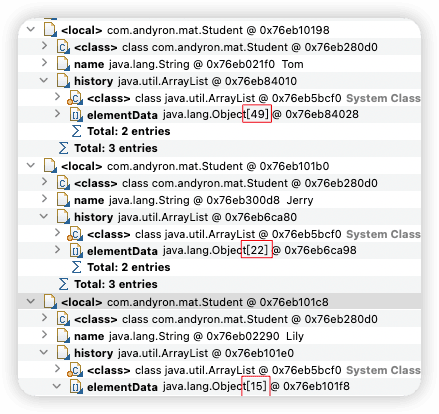 <local> com.andyron.mat.Student @ 0x76eb10198
<class> class com.andyron.mat.Student @ 0x76eb280d0
name java.lang.String @ 0x76eb021f0 Tom
history java.util.ArrayList @ 0x76eb84010
<class> class java.util.ArrayList @ 0x76eb5bcf0 System Class
elementData java.lang.Object[49] @ 0x76eb84028
Σ Total: 2 entries
Σ Total: 3 entries
<local> com.andyron.mat.Student @ 0x76eb101b0
<class> class com.andyron.mat.Student @ 0x76eb280d0
name java.lang.String @ 0x76eb300d8 Jerry
history java.util.ArrayList @ 0x76eb6ca80
<class> class java.util.ArrayList @ 0x76eb5bcf0 System Class
elementData java.lang.Object[22] @ 0x76eb6ca98
Σ Total: 2 entries
Σ Total: 3 entries
<local> com.andyron.mat.Student @ 0x76eb101c8
<class> class com.andyron.mat.Student @ 0x76eb280d0
name java.lang.String @ 0x76eb02290 Lily
history java.util.ArrayList @ 0x76eb101e0
<class> class java.util.ArrayList @ 0x76eb5bcf0 System Class
elementData java.lang.Object[15] @ 0x76eb101f8